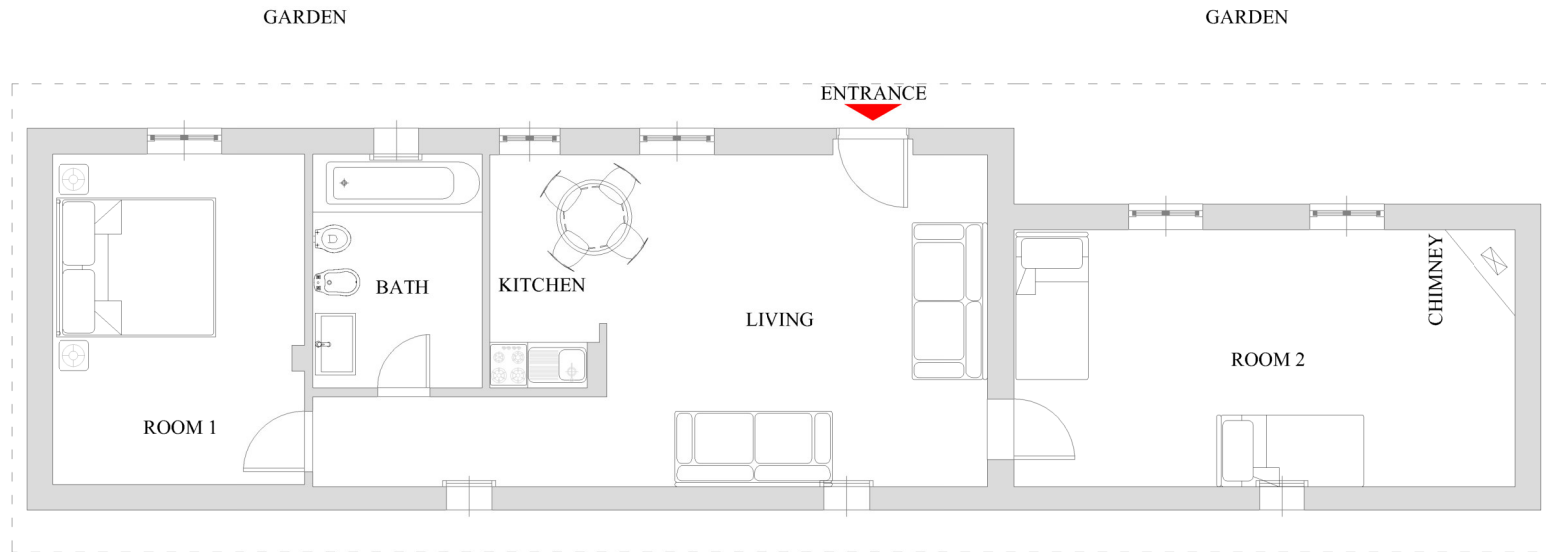 GARDEN
GARDEN
ENTRANCE
BATH
KITCHEN
LIVING
CHIMNEY
ROOM 2
ROOM 1